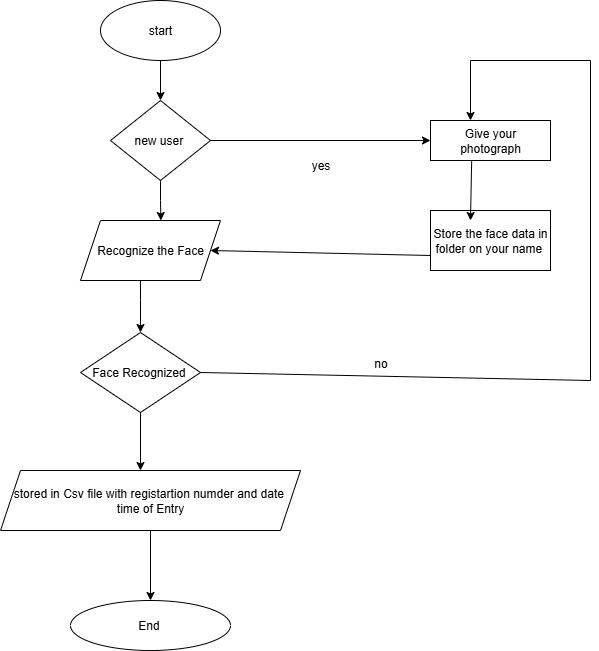 start
new user
yes
Give your
photograph
Store the face data in
folder on your name
Recognize the Face
Face Recognized
no
stored in Csv file with registartion numder and date
time of Entry
End